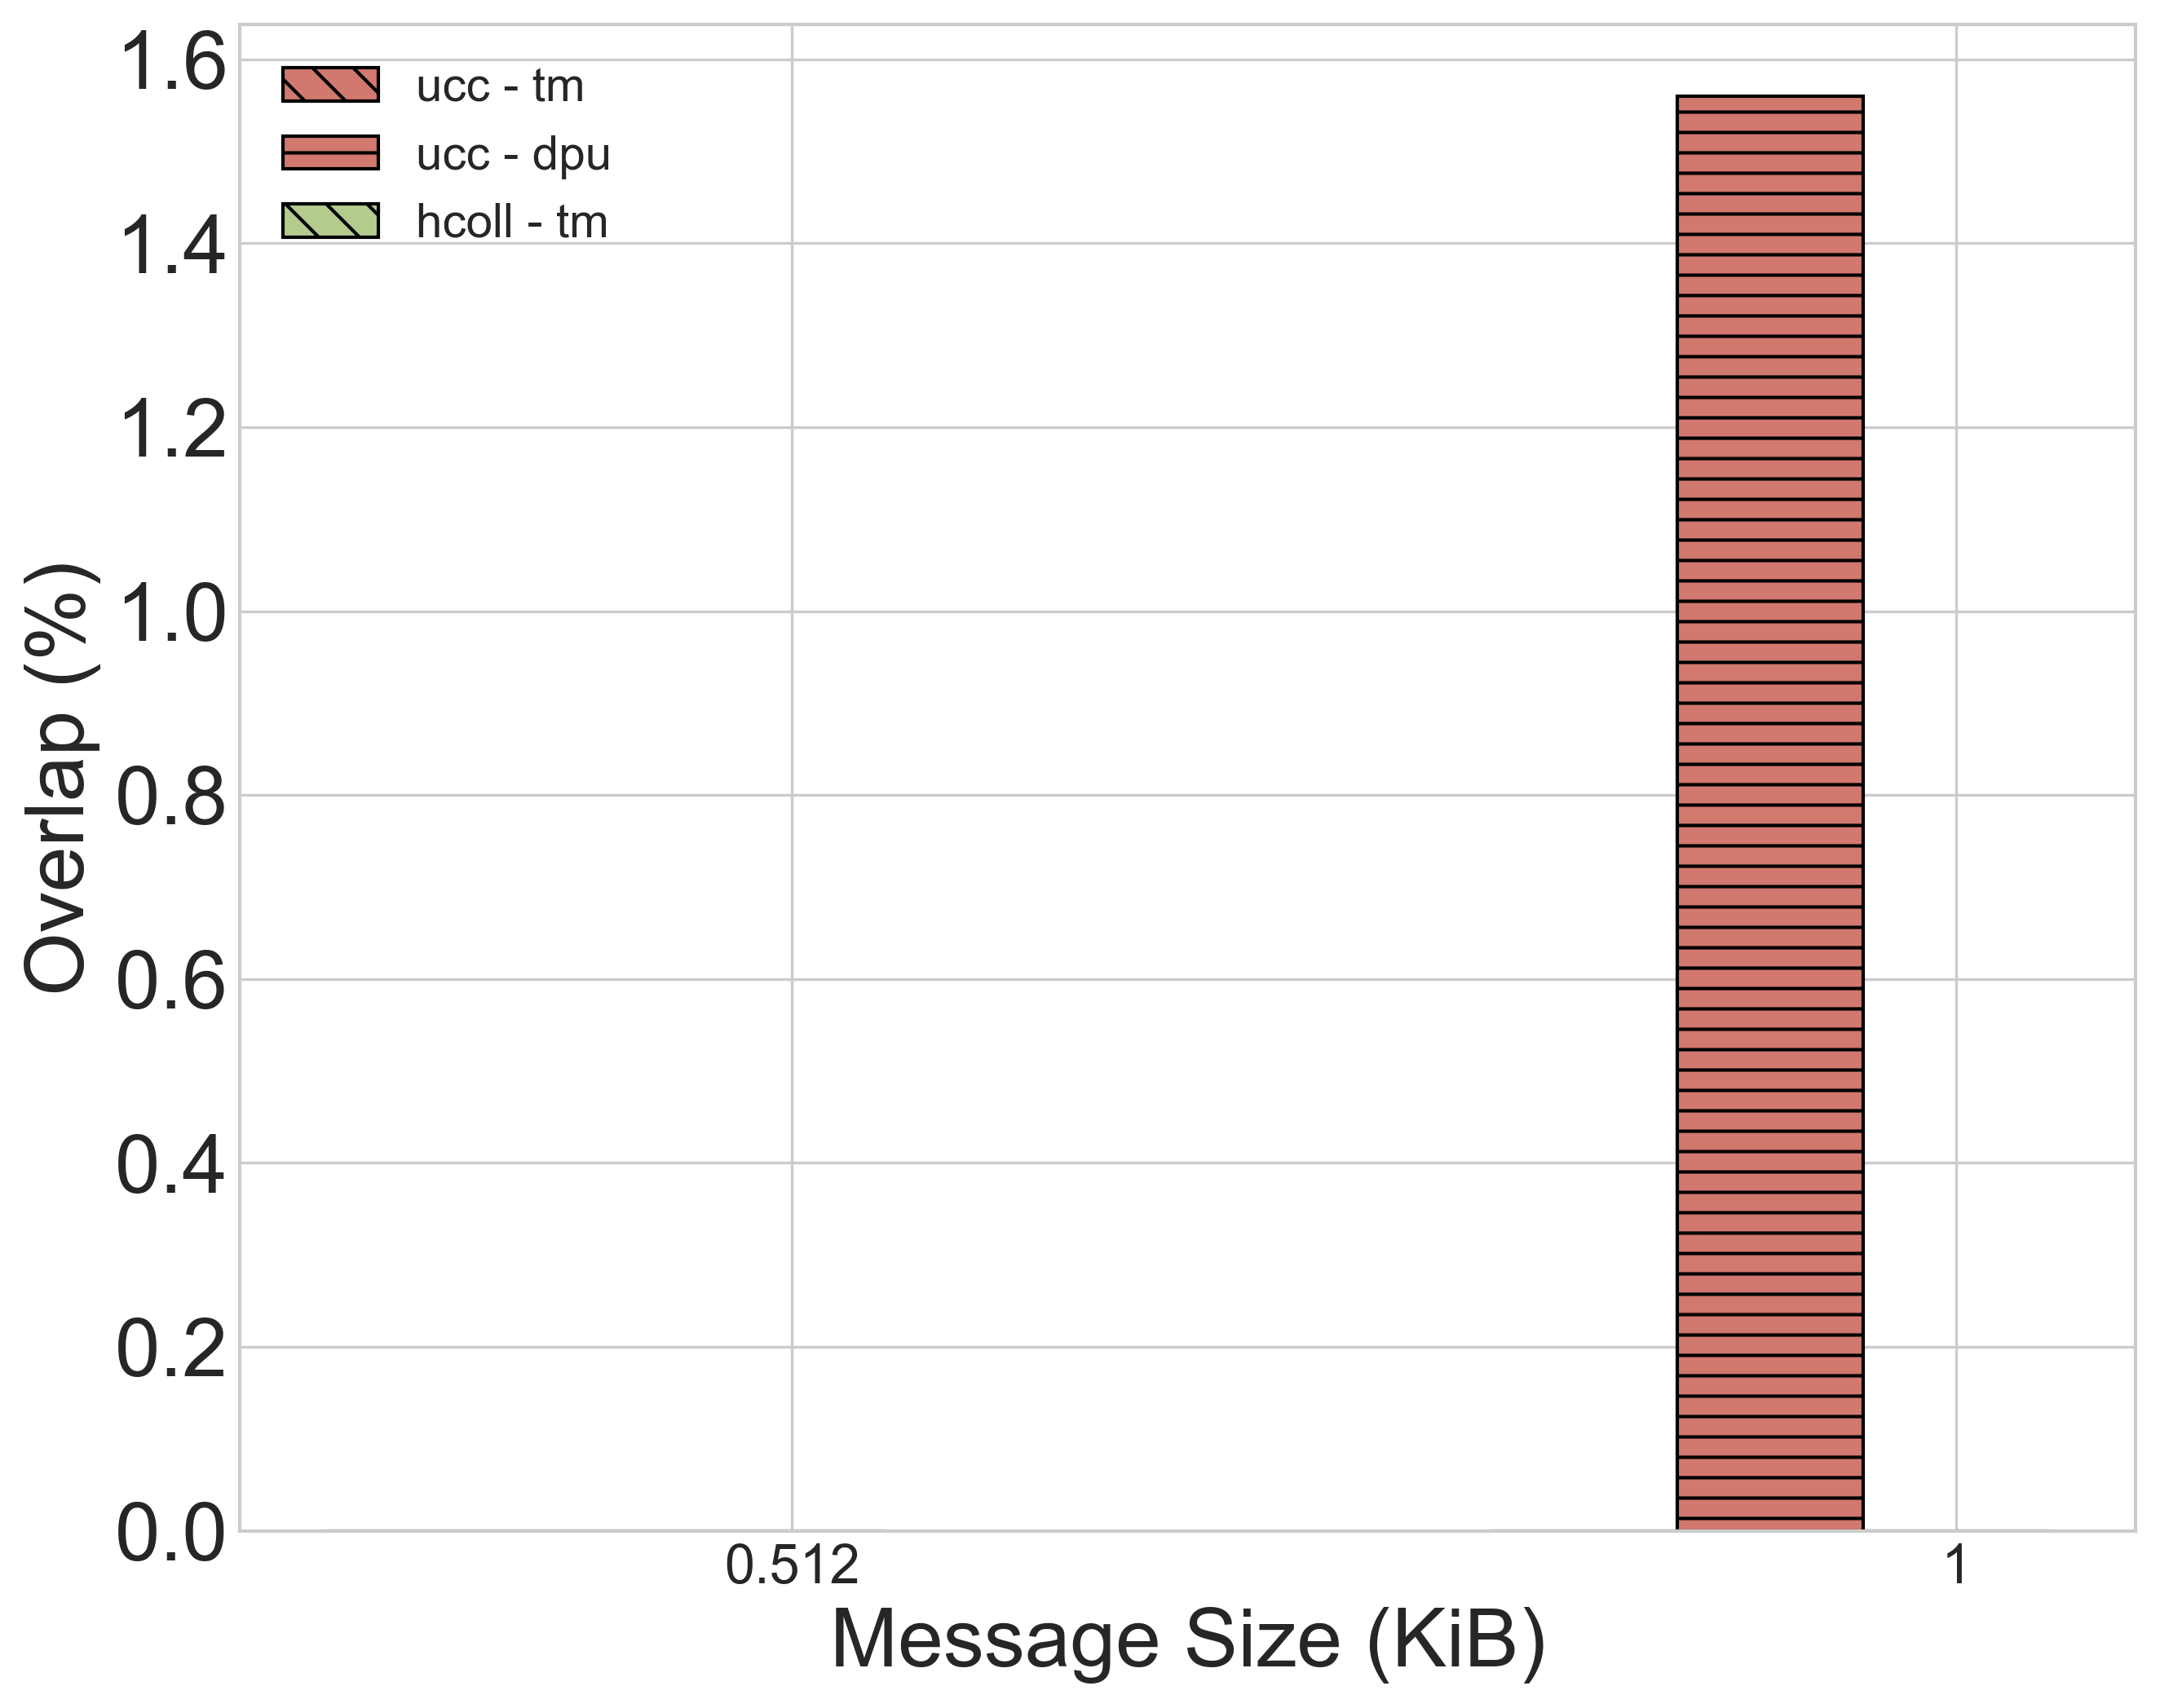 1.6
1.4
1.2
1.0
0.8
0.6
0.4
0.2
0.0
Overlap (%)
ucc - tm
ucc - dpu
hcoll - tm
0.512
1
Message Size (KiB)